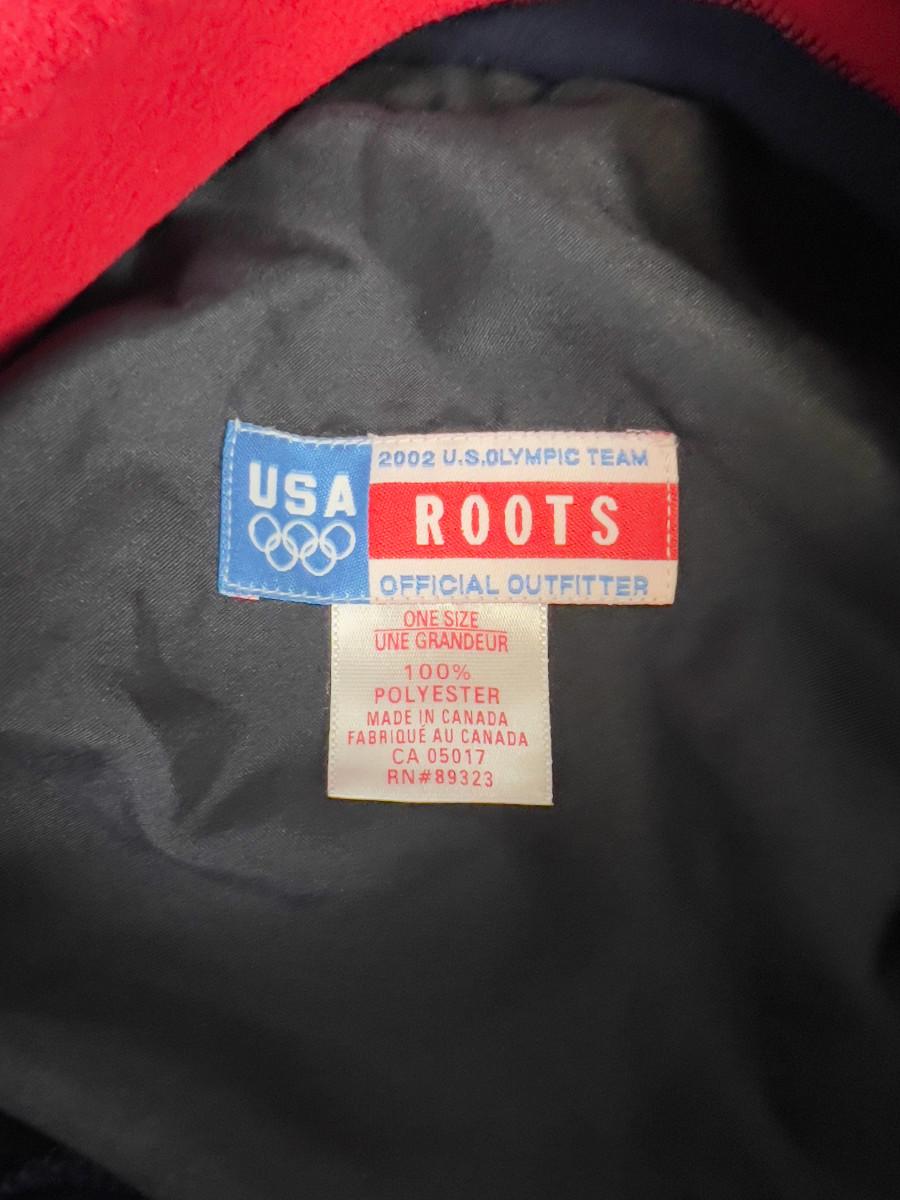 USA
2002 U.S.OLYMPIC TEAM
ROOTS
OFFICIAL OUTFITTER
ONE SIZE
UNE GRANDEUR
100%
POLYESTER
MADE IN CANADA
FABRIQUÉ AU CANADA
CA 05017
RN#89323